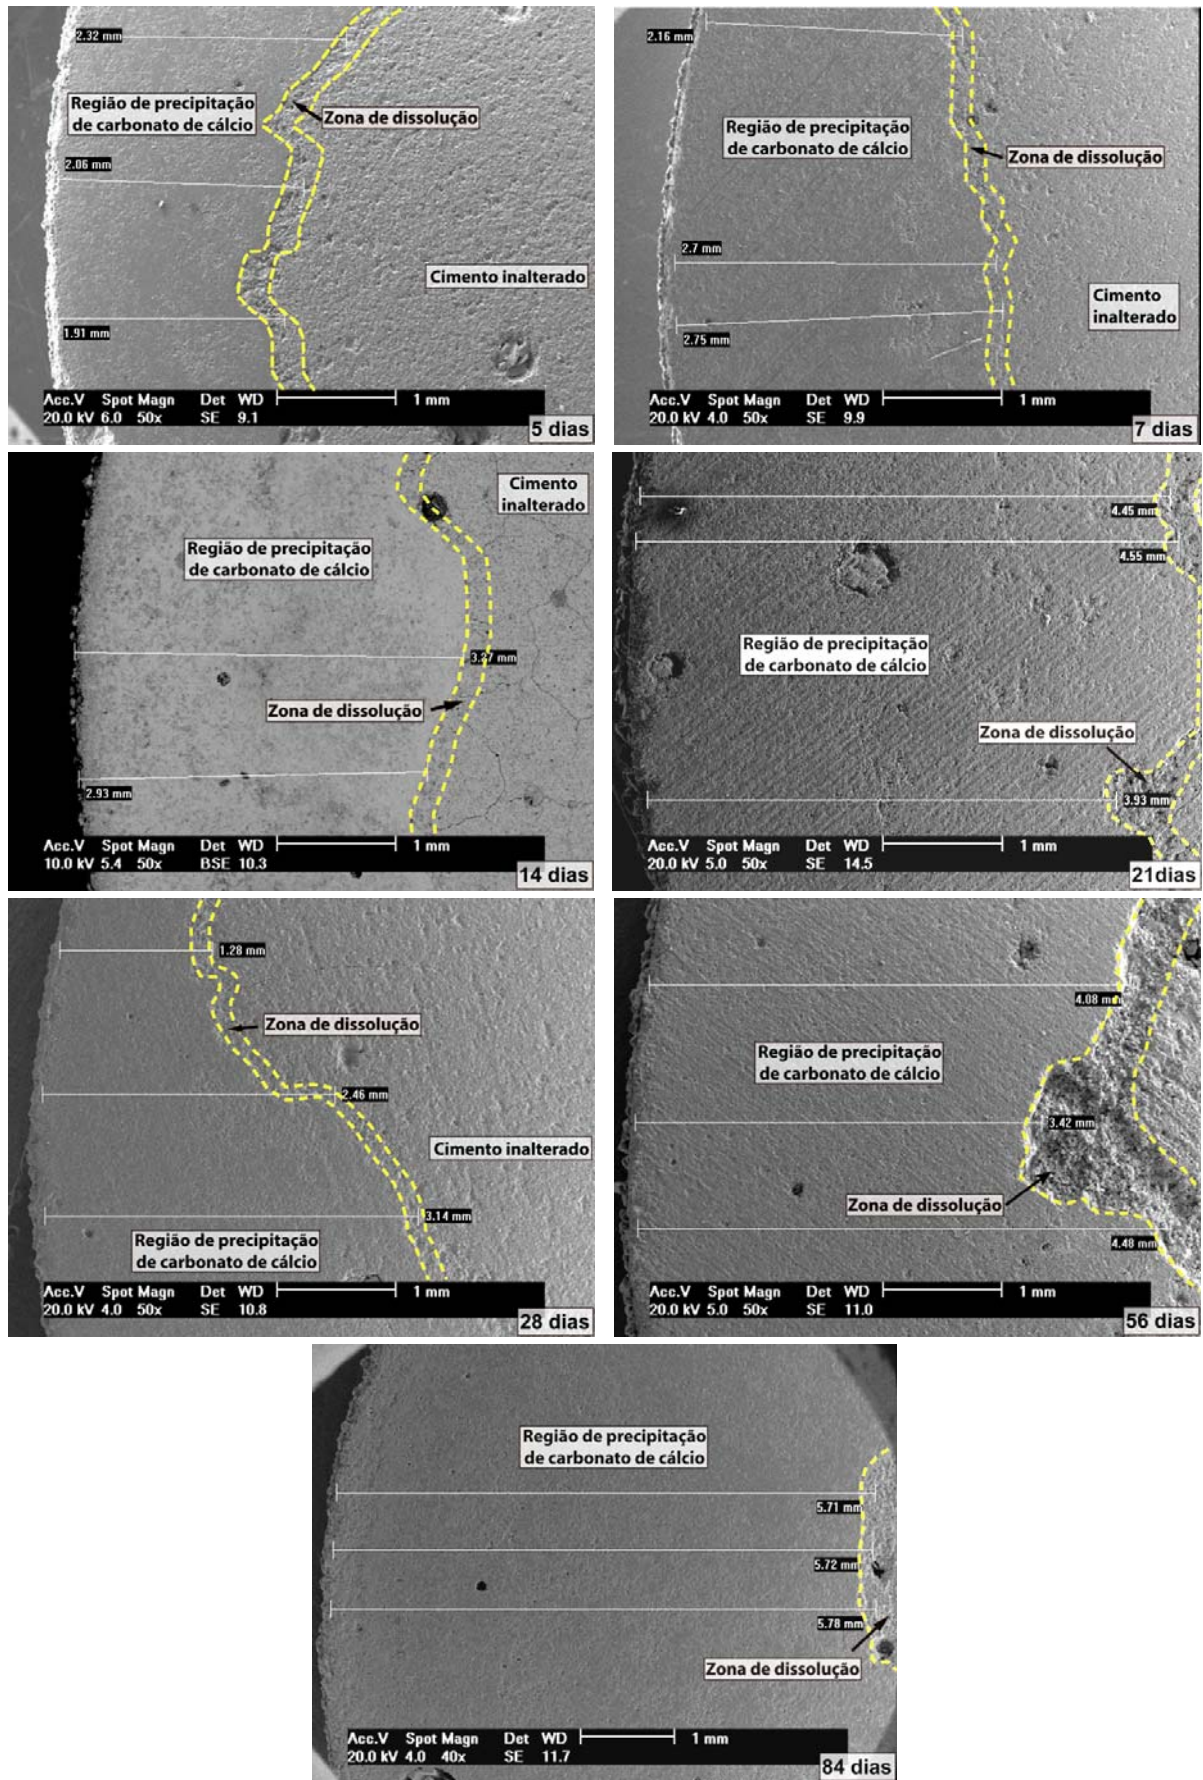 2.32 mm
Região de precipitação
de carbonato de cálcio
Zona de dissolução
2.06 mm
Cimento inalterado
1.91 mm
Acc.V Spot Magn Det WD 1 mm
20.0 kV 6.0 50x SE 9.1
5 dias
2.16 mm
Região de precipitação
de carbonato de cálcio
Zona de dissolução
2.7 mm
Cimento
inalterado
2.75 mm
Acc.V Spot Magn Det WD 1 mm
20.0 kV 4.0 50x SE 9.9
7 dias
Cimento
inalterado
Região de precipitação
de carbonato de cálcio
3.27 mm
Zona de dissolução
2.93 mm
Acc.V Spot Magn Det WD 1 mm
10.0 kV 5.4 50x BSE 10.3
14 dias
4.45 mm
4.55 mm
Região de precipitação
de carbonato de cálcio
Zona de dissolução
3.93 mm
Acc.V Spot Magn Det WD 1 mm
20.0 kV 5.0 50x SE 14.5
21dias
1.28 mm
Zona de dissolução
2.46 mm
Cimento inalterado
3.14 mm
Região de precipitação
de carbonato de cálcio
Acc.V Spot Magn Det WD 1 mm
20.0 kV 4.0 50x SE 10.8
28 dias
4.08 mm
Região de precipitação
de carbonato de cálcio
3.42 mm
Zona de dissolução
4.48 mm
Acc.V Spot Magn Det WD 1 mm
20.0 kV 5.0 50x SE 11.0
56 dias
Região de precipitação
de carbonato de cálcio
5.71 mm
5.72 mm
5.78 mm
Zona de dissolução
Acc.V Spot Magn Det WD 1 mm
20.0 kV 4.0 40x SE 11.7
84 dias